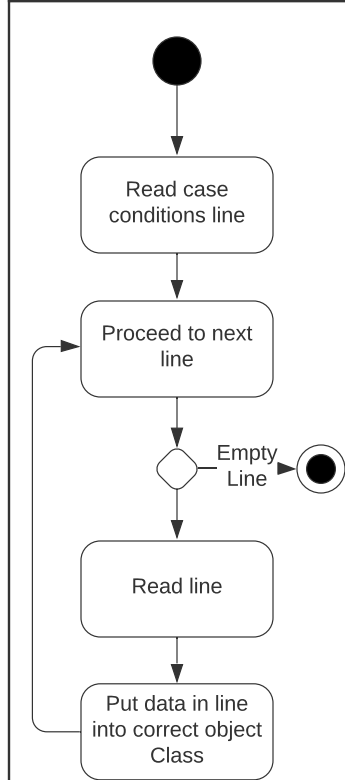 Read case
conditions line
Proceed to next
line
Empty
Line
Read line
Put data in line
into correct object
Class